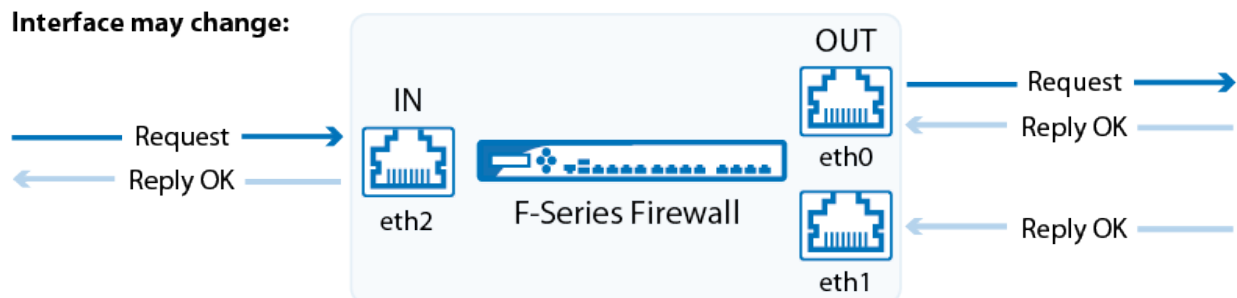 Interface may change:
OUT
Request
IN
Request
Reply OK
Reply OK
eth0
eth2
F-Series Firewall
Reply OK
eth1